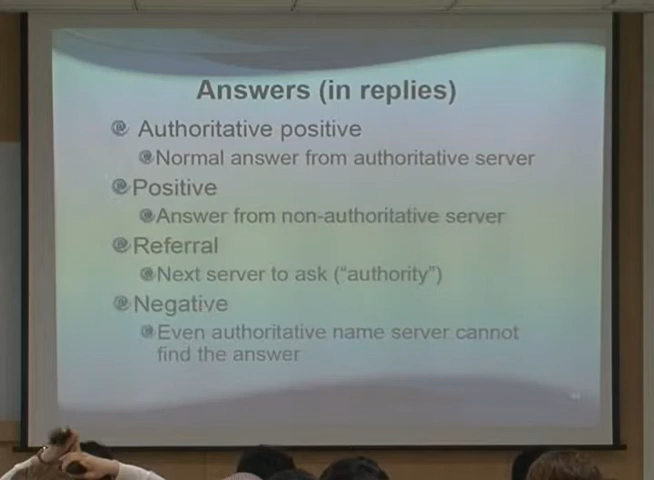 Answers (in replies)
Authoritative positive
Normal answer from authoritative server
Positive
Answer from non-authoritative server
Referral
Next server to ask ("authority")
Negative
Even authoritative name server cannot
find the answer